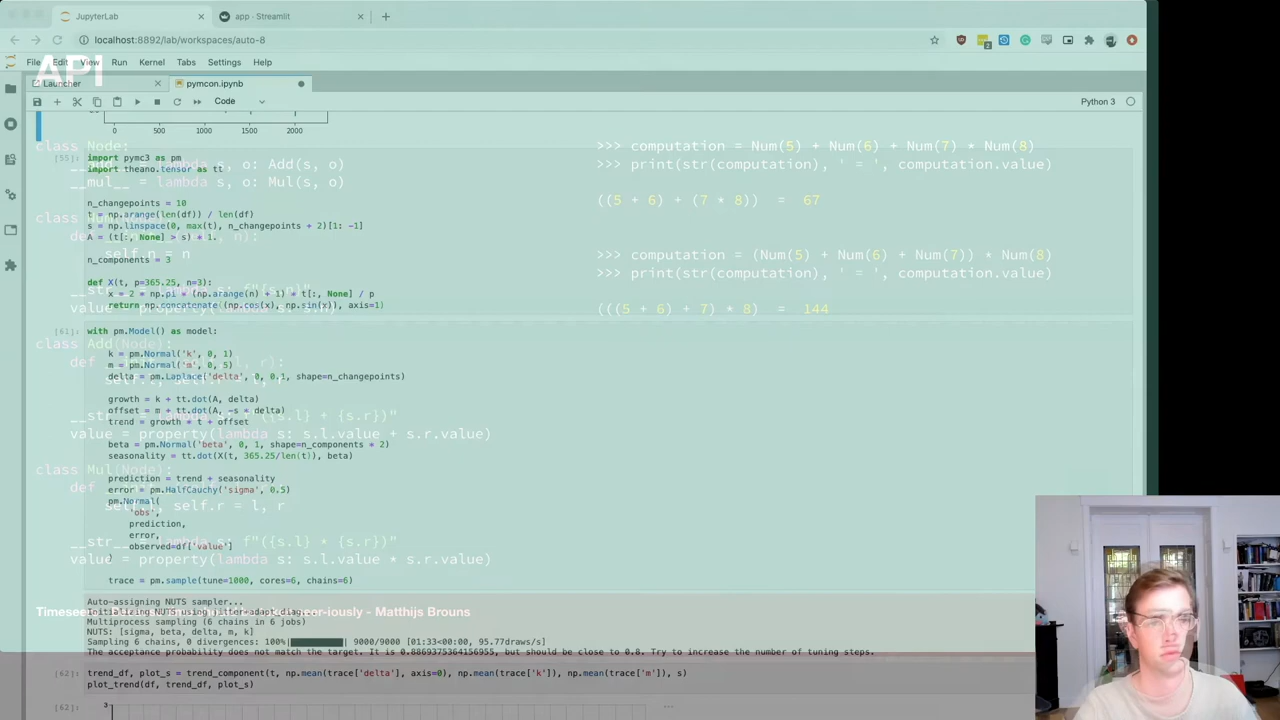 JupyterLab
app · Streamlit
localhost:8892/lab/workspaces/auto-8
File Edit View Run Kernel Tabs Settings Help
API
Launcher
pymcon.ipynb
Code
Python 3
0 500 1000 1500 2000
class Node:
__add__ = lambda s, o: Add(s, o)
__mul__ = lambda s, o: Mul(s, o)
>>> computation = Num(5) + Num(6) + Num(7) * Num(8)
>>> print(str(computation), ' = ', computation.value)
((5 + 6) + (7 * 8))  =  67
>>> computation = (Num(5) + Num(6) + Num(7)) * Num(8)
>>> print(str(computation), ' = ', computation.value)
(((5 + 6) + 7) * 8)  =  144
[55]:
import pymc3 as pm
import theano.tensor as tt
n_changepoints = 10
t = np.arange(len(df)) / len(df)
s = np.linspace(0, max(t), n_changepoints + 2)[1: -1]
A = (t[:, None] > s) * 1.
self.n = n
n_components = 3
def X(t, p=365.25, n=3):
x = 2 * np.pi * (np.arange(n) + 1) * t[:, None] / p
return np.concatenate((np.cos(x), np.sin(x)), axis=1)
[61]:
with pm.Model() as model:
class Add(Node):
k = pm.Normal('k', 0, 1)
m = pm.Normal('m', 0, 5)
delta = pm.Laplace('delta', 0, 0.1, shape=n_changepoints)
growth = k + tt.dot(A, delta)
offset = m + tt.dot(A, -s * delta)
trend = growth * t + offset
value = property(lambda s: s.l.value + s.r.value)
beta = pm.Normal('beta', 0, 1, shape=n_components * 2)
seasonality = tt.dot(X(t, 365.25/len(t)), beta)
class Mul(Node):
prediction = trend + seasonality
error = pm.HalfCauchy('sigma', 0.5)
pm.Normal(
self.l, self.r = l, r
'obs',
prediction,
error,
observed=df['value']
)
__str__ = lambda s: f"({s.l} * {s.r})"
value = property(lambda s: s.l.value * s.r.value)
trace = pm.sample(tune=1000, cores=6, chains=6)
Auto-assigning NUTS sampler...
- Matthijs Brouns
Multiprocess sampling (6 chains in 6 jobs)
NUTS: [sigma, beta, delta, m, k]
Sampling 6 chains, 0 divergences: 100%|██████████| 9000/9000 [01:33<00:00, 95.77draws/s]
The acceptance probability does not match the target. It is 0.8869375364156955, but should be close to 0.8. Try to increase the number of tuning steps.
[62]:
trend_df, plot_s = trend_component(t, np.mean(trace['delta'], axis=0), np.mean(trace['k']), np.mean(trace['m']), s)
plot_trend(df, trend_df, plot_s)
[62]:
3